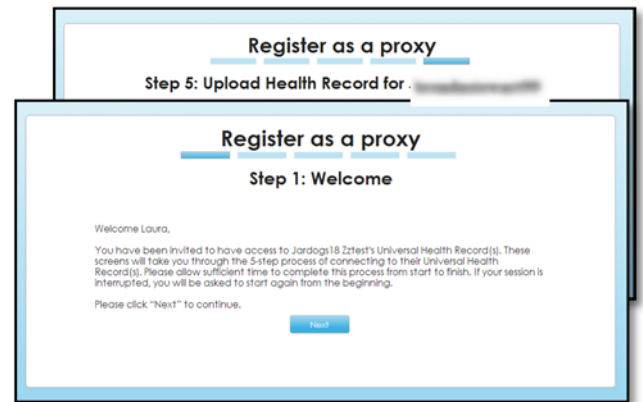 Register as a proxy
Step 5: Upload Health Record for
Register as a proxy
Step 1: Welcome
Welcome Laura,
You have been invited to have access to Jardogs18 Zztest's Universal Health Record(s). These
screens will take you through the 5-step process of connecting to their Universal Health
Record(s). Please allow sufficient time to complete this process from start to finish. If your session is
interrupted, you will be asked to start again from the beginning.
Please click "Next" to continue.
Next